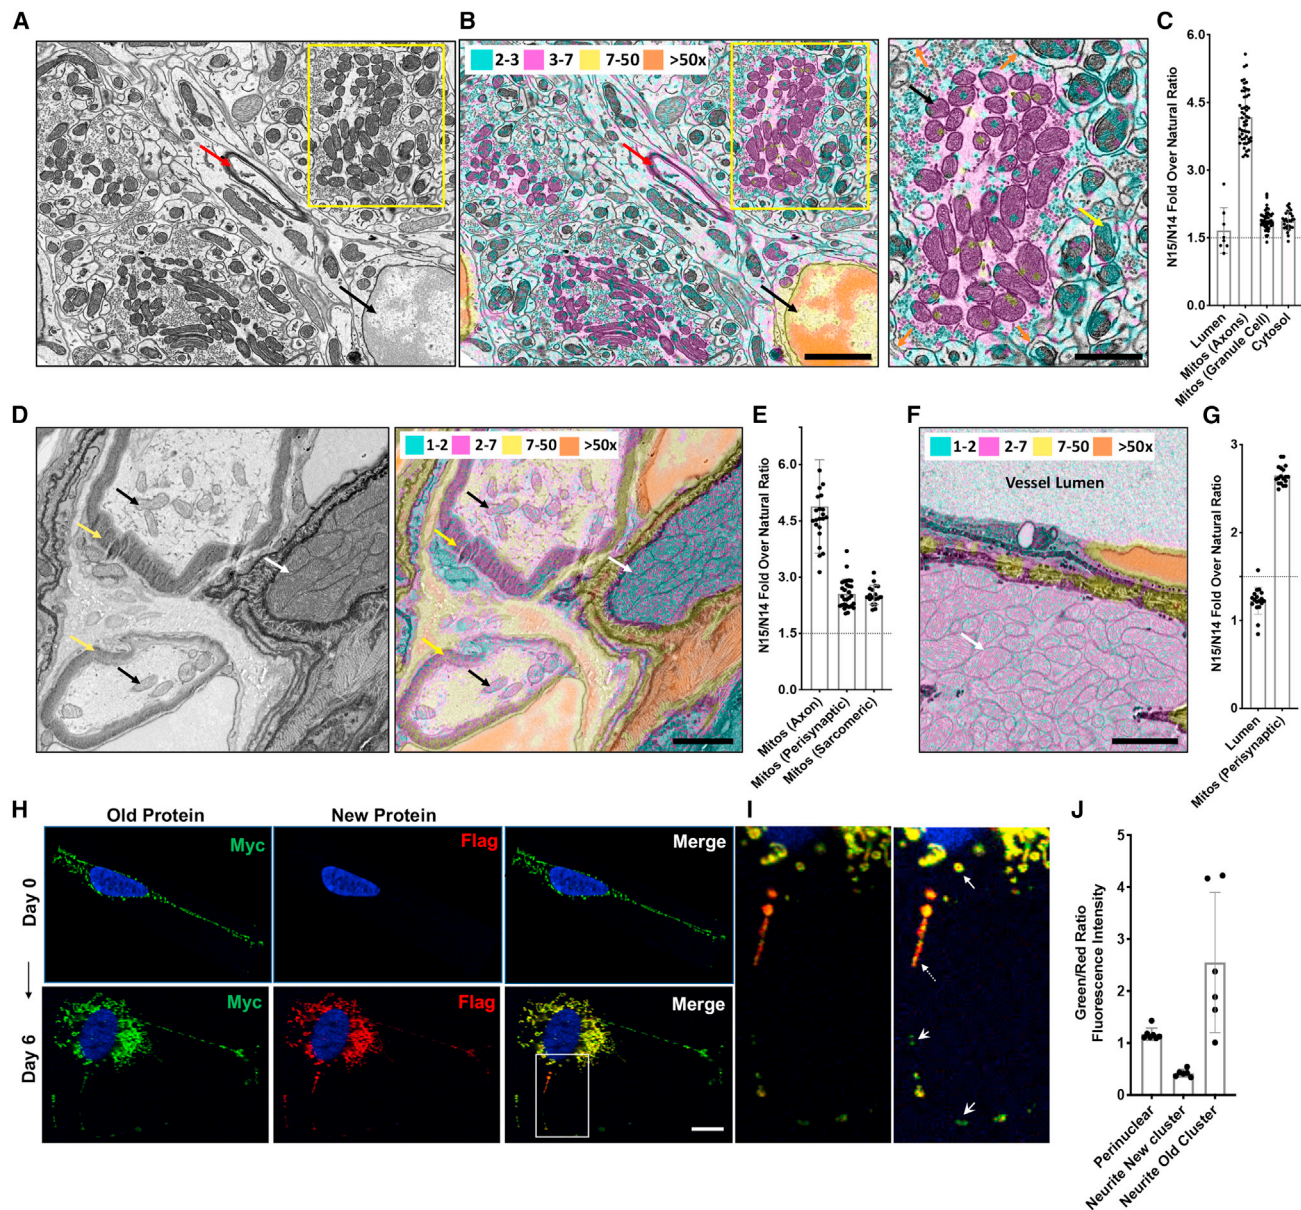 A
B
2-3 3-7 7-50 >50x
C
N15/N14 Fold Over Natural Ratio
6.0
4.5
3.0
1.5
0.0
Lumen
Mitos (Axons)
Mitos (Granule Cell)
Cytosol
D
1-2 2-7 7-50 >50x
E
N15/N14 Fold Over Natural Ratio
6.0
4.5
3.0
1.5
0.0
Mitos (Axon)
Mitos (Perisynaptic)
Mitos (Sarcomeric)
F
1-2 2-7 7-50 >50x
Vessel Lumen
G
N15/N14 Fold Over Natural Ratio
3
2
1
0
Lumen
Mitos (Perisynaptic)
H
Old Protein
New Protein
Day 0
Myc
Flag
Merge
Day 6
Myc
Flag
Merge
I
J
Green/Red Ratio
Fluorescence Intensity
5
4
3
2
1
0
Perinuclear
Neurite New cluster
Neurite Old Cluster